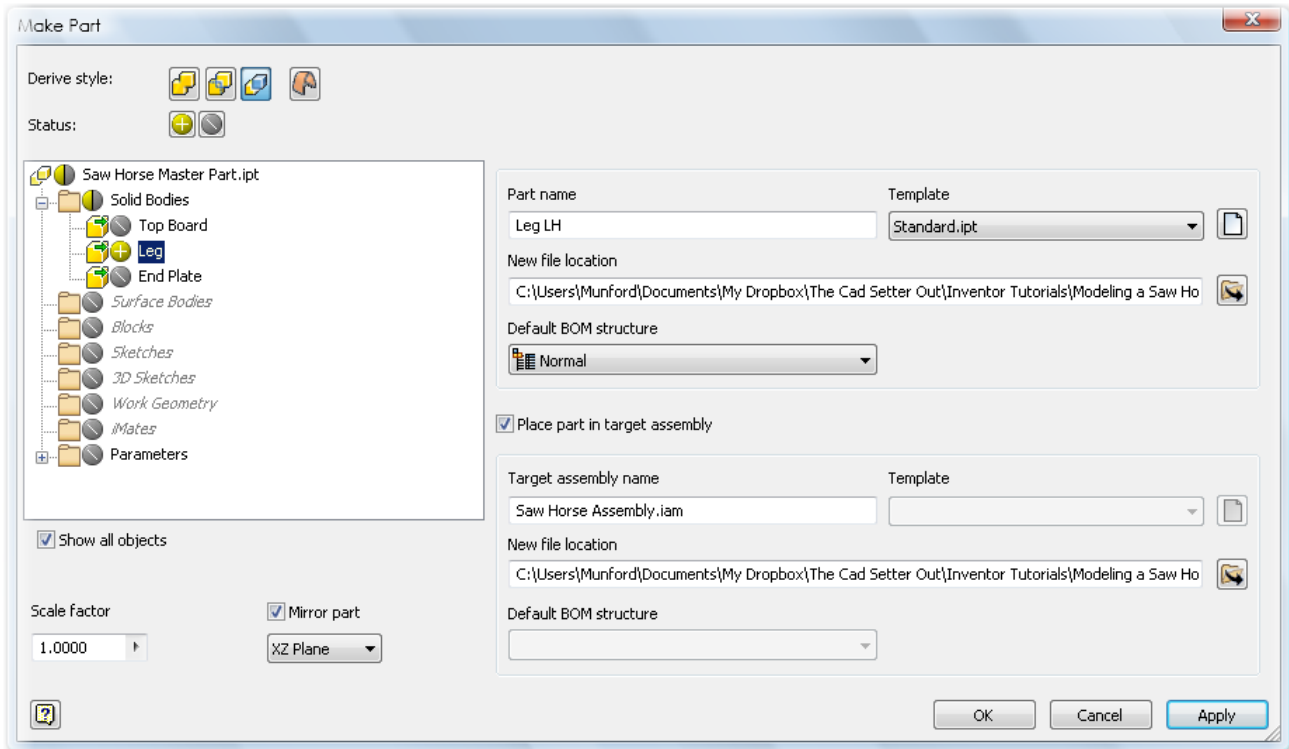 Make Part
Derive style:
Status:
Saw Horse Master Part.ipt
Solid Bodies
Top Board
Leg
End Plate
Surface Bodies
Blocks
Sketches
3D Sketches
Work Geometry
iMates
Parameters
Show all objects
Scale factor
Mirror part
1.0000
XZ Plane
Part name
Template
Leg LH
Standard.ipt
New file location
C:\Users\Munford\Documents\My Dropbox\The Cad Setter Out\Inventor Tutorials\Modeling a Saw Ho
Default BOM structure
Normal
Place part in target assembly
Target assembly name
Template
Saw Horse Assembly.iam
New file location
C:\Users\Munford\Documents\My Dropbox\The Cad Setter Out\Inventor Tutorials\Modeling a Saw Ho
Default BOM structure
OK
Cancel
Apply